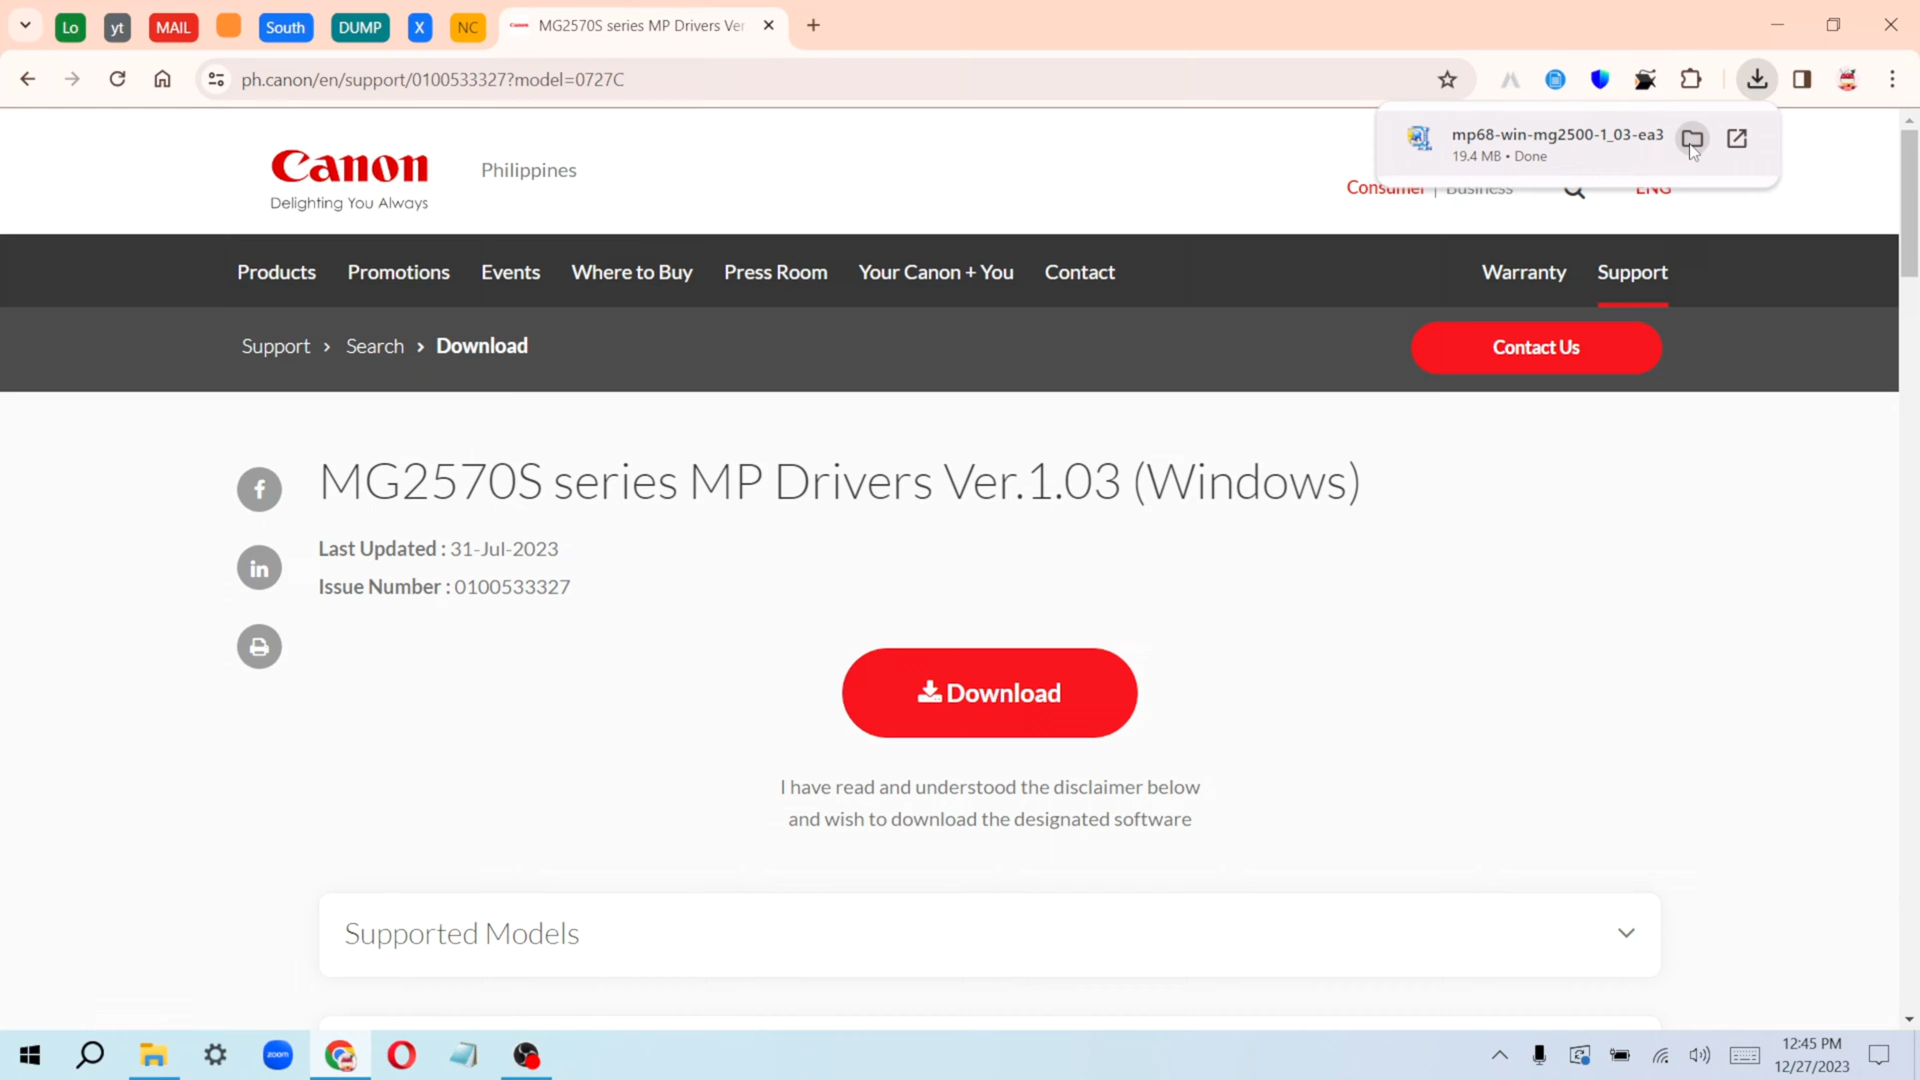 Lo
yt
MAIL
South
DUMP
X
NC
MG2570S series MP Drivers Ver
ph.canon/en/support/0100533327?model=0727C
mp68-win-mg2500-1_03-ea3
19.4 MB • Done
Canon
Delighting You Always
Philippines
Consumer | Business
ENG
Products
Promotions
Events
Where to Buy
Press Room
Your Canon + You
Contact
Warranty
Support
Support › Search › Download
Contact Us
MG2570S series MP Drivers Ver.1.03 (Windows)
Last Updated : 31-Jul-2023
Issue Number : 0100533327
Download
I have read and understood the disclaimer below
and wish to download the designated software
Supported Models
zoom
12:45 PM
12/27/2023